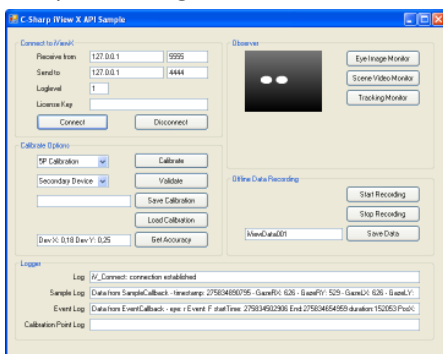 C-Sharp iView X API Sample
Connect to iViewX
Receive from 127.0.0.1 5555
Send to 127.0.0.1 4444
Loglevel 1
License Key
Connect Disconnect
Calibrate Options
5P Calibration Calibrate
Secondary Device Validate
Save Calibration
Load Calibration
Dev X: 0,18 Dev Y: 0,25 Get Accuracy
Observer
Eye Image Monitor
Scene Video Monitor
Tracking Monitor
Offline Data Recording
Start Recording
Stop Recording
iViewData001 Save Data
Logger
Log iV_Connect: connection established
Sample Log Data from SampleCallback - timestamp: 275834890795 - GazeRX: 626 - GazeRY: 529 - GazeLX: 626 - GazeLY:
Event Log Data from EventCallback - eye: r Event: F startTime: 275834502906 End:275834654959 duration:152053 PosX:
Calibration Point Log